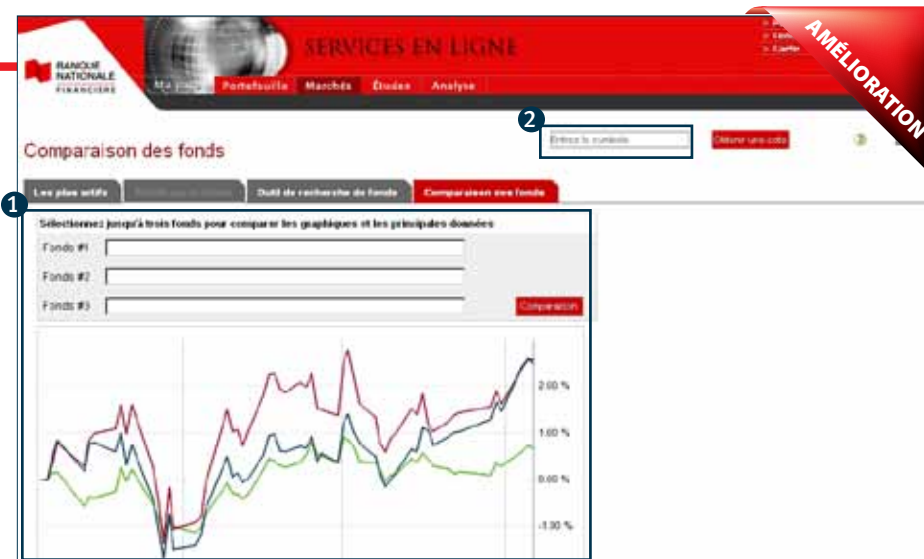 AMÉLIORATION
SERVICES EN LIGNE
BANQUE
NATIONALE
FINANCIÈRE
Portefeuille Marchés Études Analyse
2
Entrez le symbole
Obtenir une cote
Comparaison des fonds
Les plus actifs
Outil de recherche de fonds
Comparaison des fonds
1
Sélectionnez jusqu'à trois fonds pour comparer les graphiques et les principales données
Fonds #1
Fonds #2
Fonds #3
Comparaison
2.00 %
1.00 %
0.00 %
-1.00 %